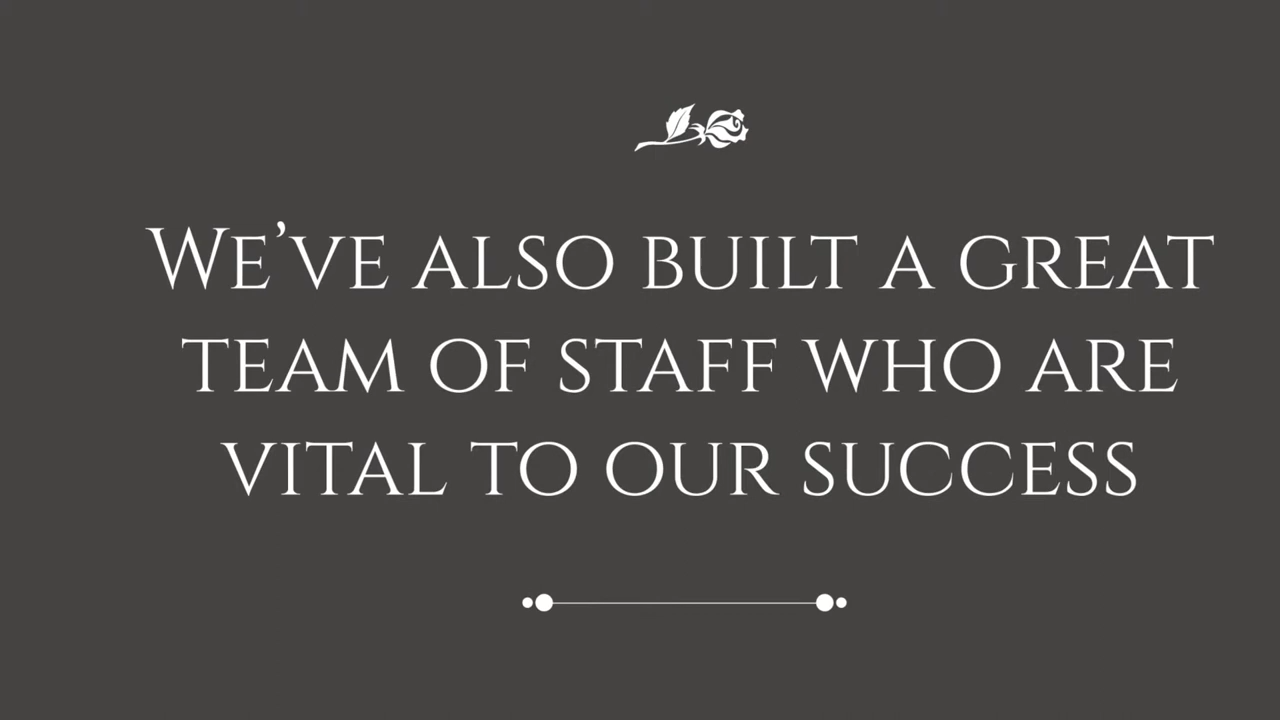 We’ve also built a great
team of staff who are
vital to our success